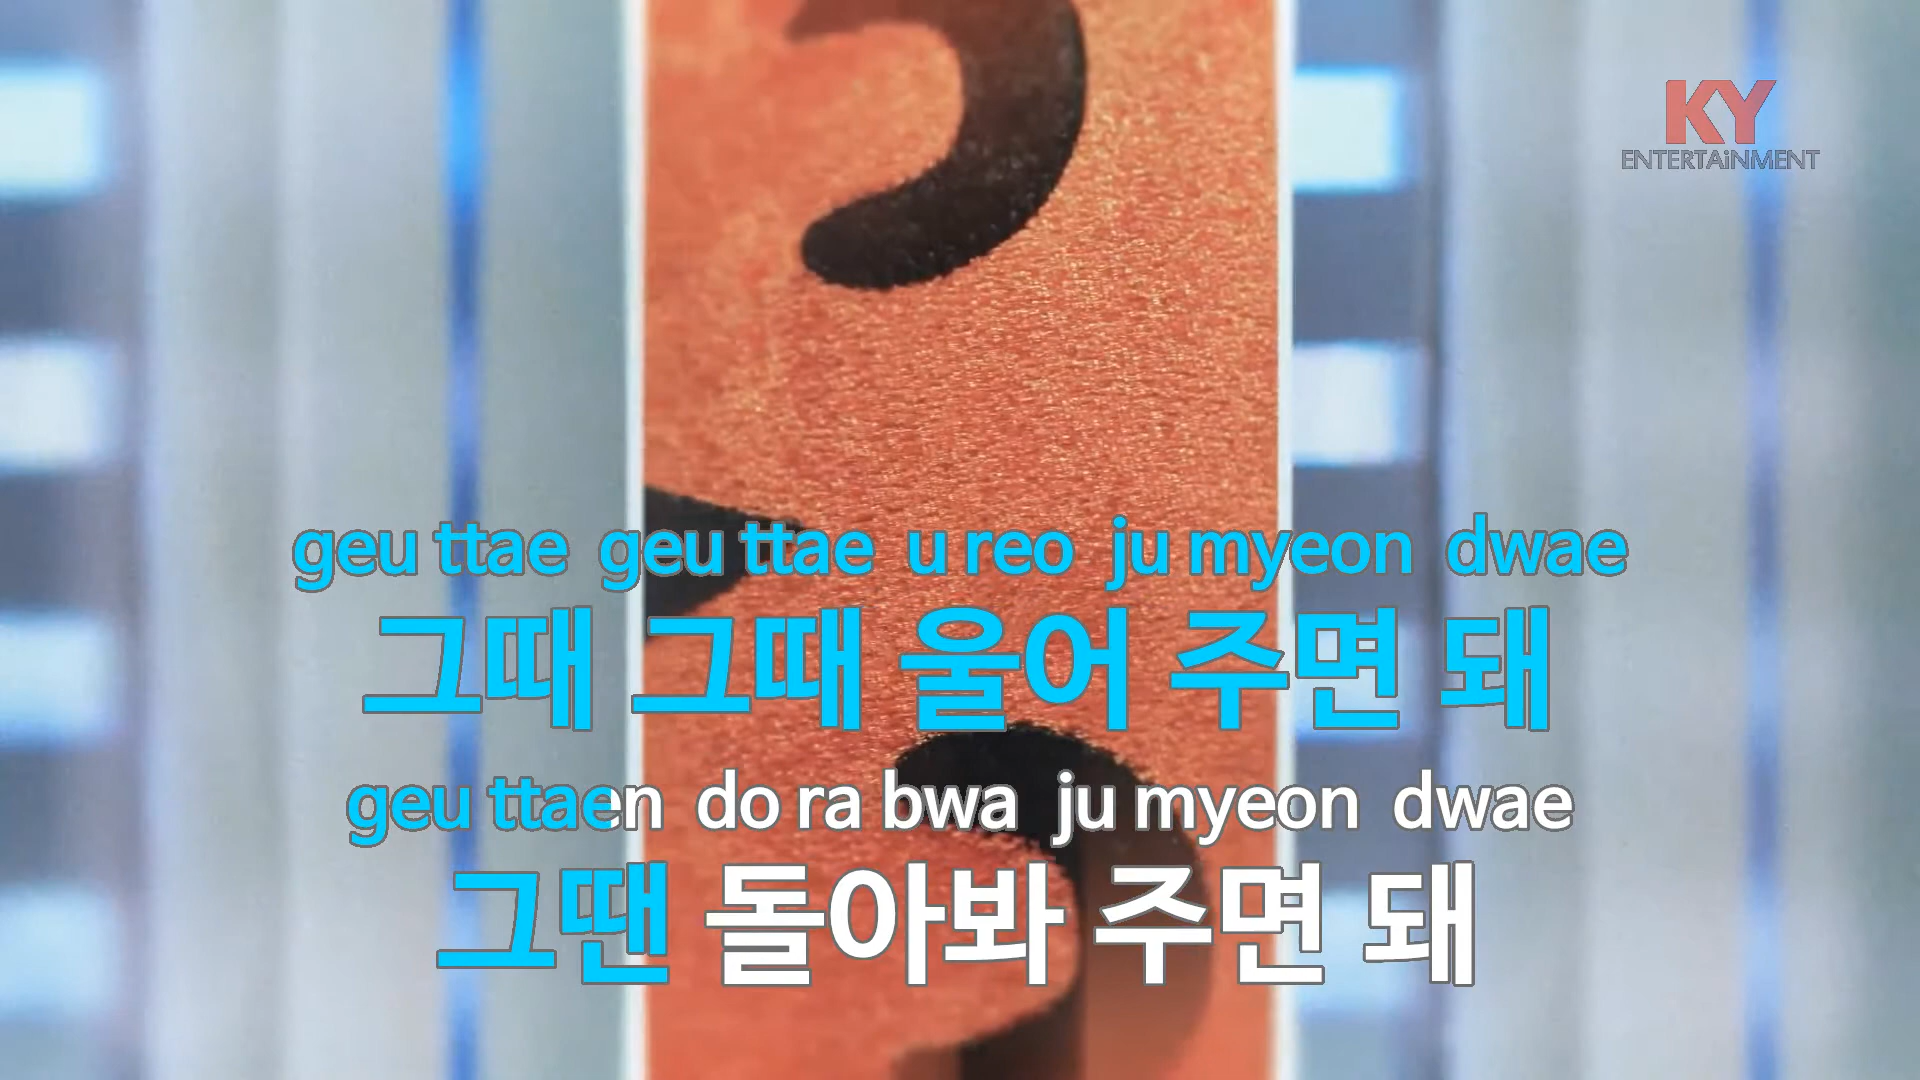 KY
ENTERTAiNMENT
geu ttae geu ttae u reo ju myeon dwae
그때 그때 울어 주면 돼
geu ttaen do ra bwa ju myeon dwae
그땐 돌아봐 주면 돼